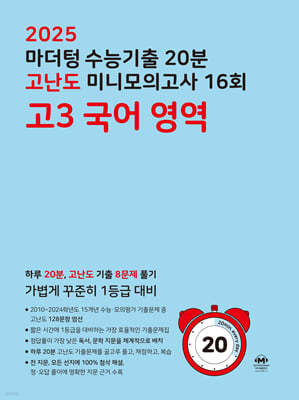 2025
마더텅 수능기출 20분
고난도 미니모의고사 16회
고3 국어 영역
하루 20분, 고난도 기출 8문제 풀기
가볍게 꾸준히 1등급 대비
• 2010~2024학년도 15개년 수능·모의평가 기출문제 중
고난도 128문항 엄선
• 짧은 시간에 1등급을 대비하는 가장 효율적인 기출문제집
• 정답률이 가장 낮은 독서, 문학 지문을 체계적으로 배치
• 하루 20분 고난도 기출문제를 골고루 풀고, 채점하고, 복습
• 전 지문, 모든 선지에 100% 첨삭 해설,
정·오답 풀이에 명확한 지문 근거 수록
20min every day
20